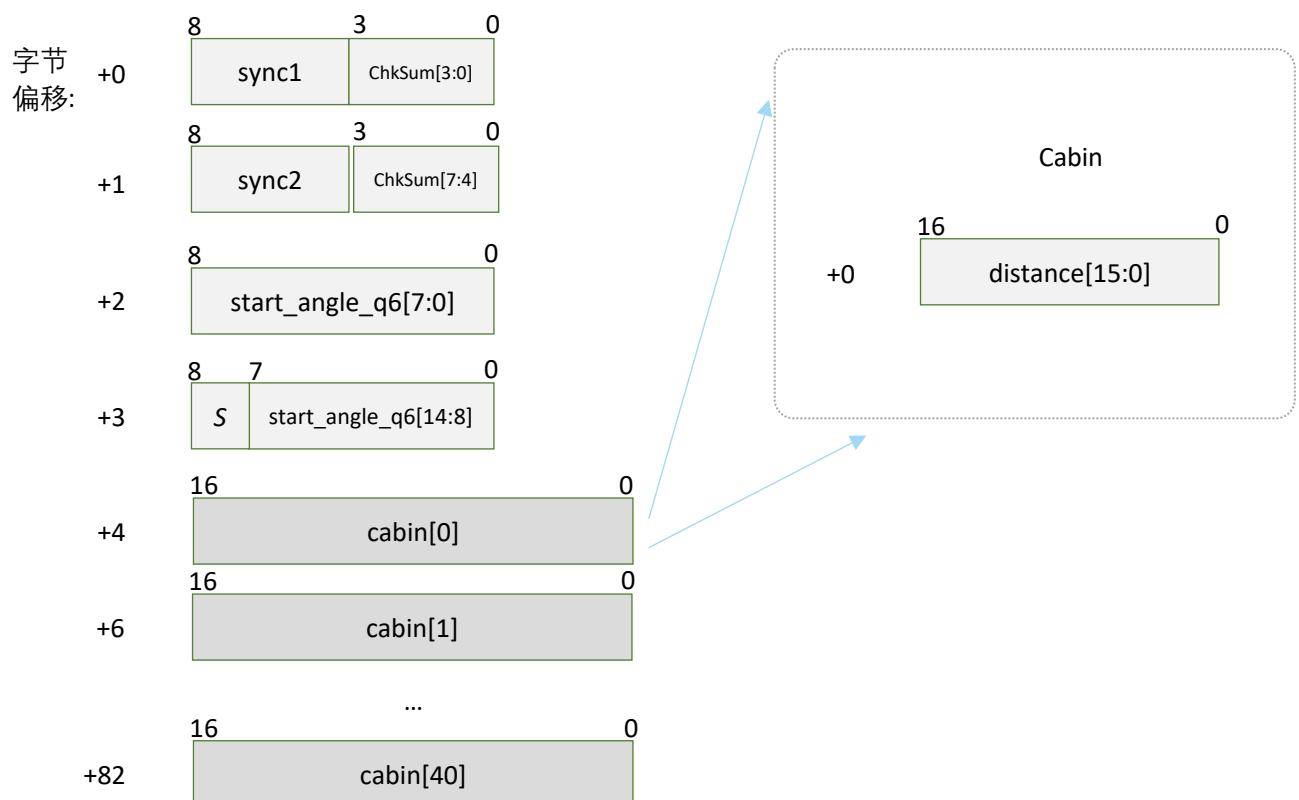 8 3 0
字节
偏移:
+0 sync1 ChkSum[3:0]
8 3 0
+1 sync2 ChkSum[7:4]
8 0
+2 start_angle_q6[7:0]
8 7 0
+3 S start_angle_q6[14:8]
16 0
+4 cabin[0]
16 0
+6 cabin[1]
...
16 0
+82 cabin[40]
Cabin
16 0
+0 distance[15:0]